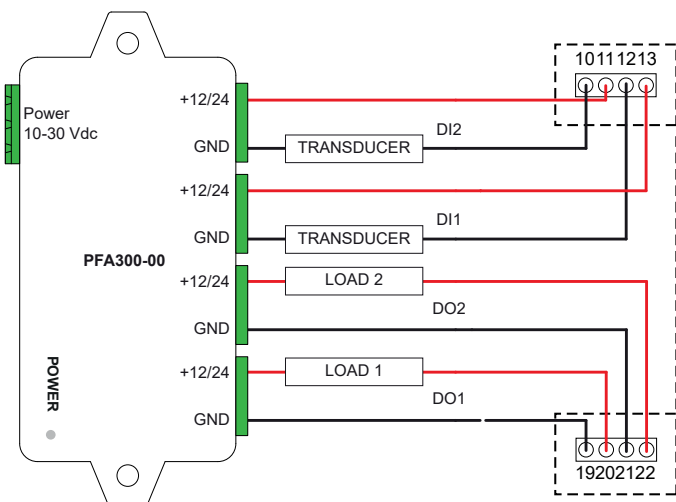 10111213
+12/24
Power
10-30 Vdc
DI2
GND
TRANSDUCER
+12/24
DI1
GND
TRANSDUCER
PFA300-00
+12/24
LOAD 2
DO2
GND
POWER
+12/24
LOAD 1
DO1
GND
19202122